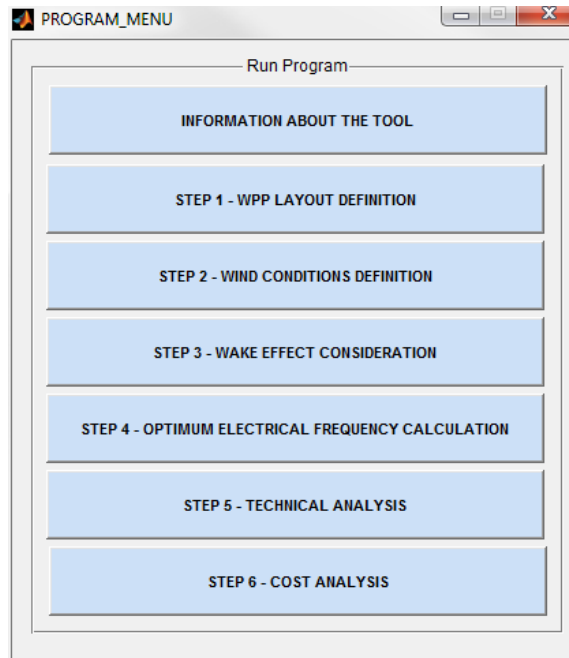 PROGRAM_MENU
Run Program
INFORMATION ABOUT THE TOOL
STEP 1 - WPP LAYOUT DEFINITION
STEP 2 - WIND CONDITIONS DEFINITION
STEP 3 - WAKE EFFECT CONSIDERATION
STEP 4 - OPTIMUM ELECTRICAL FREQUENCY CALCULATION
STEP 5 - TECHNICAL ANALYSIS
STEP 6 - COST ANALYSIS